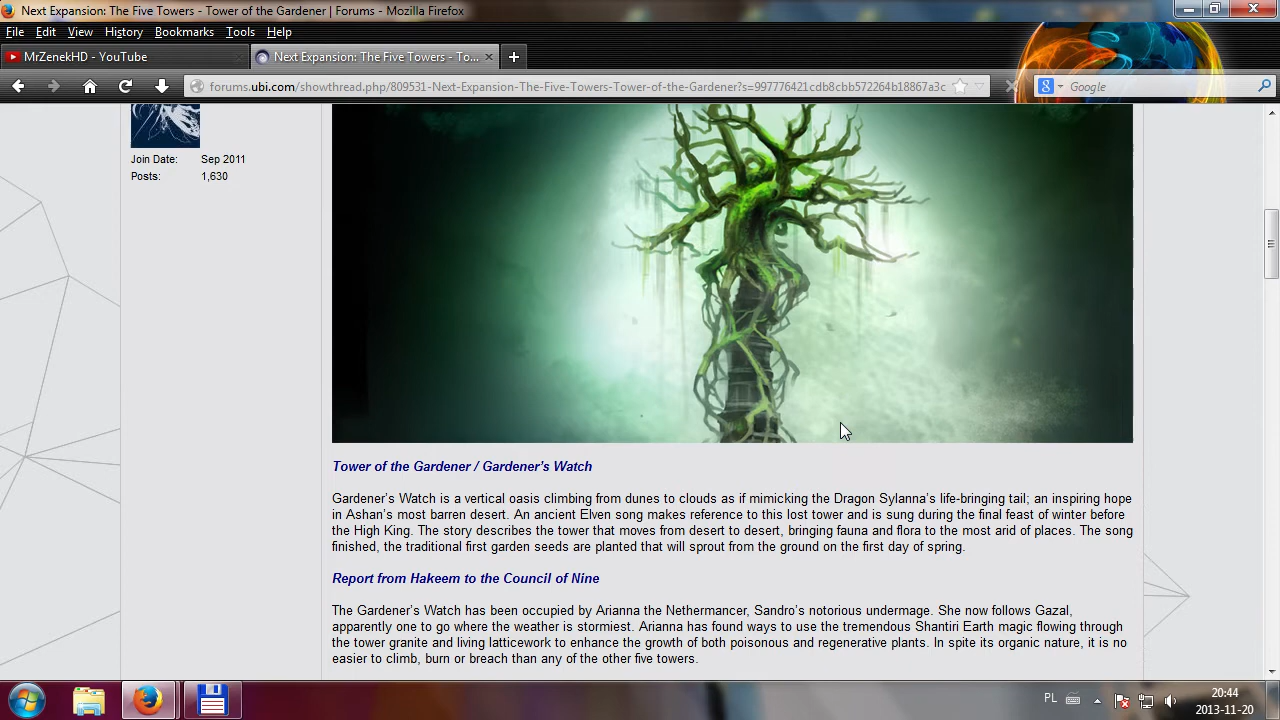 Next Expansion: The Five Towers - Tower of the Gardener | Forums - Mozilla Firefox
File Edit View History Bookmarks Tools Help
MrZenekHD - YouTube
Next Expansion: The Five Towers - To...
forums.ubi.com/showthread.php/809531-Next-Expansion-The-Five-Towers-Tower-of-the-Gardener?s=997776421cdb8cbb572264b18867a3c
Google
Join Date: Sep 2011
Posts: 1,630
Tower of the Gardener / Gardener's Watch
Gardener's Watch is a vertical oasis climbing from dunes to clouds as if mimicking the Dragon Sylanna's life-bringing tail; an inspiring hope
in Ashan's most barren desert. An ancient Elven song makes reference to this lost tower and is sung during the final feast of winter before
the High King. The story describes the tower that moves from desert to desert, bringing fauna and flora to the most arid of places. The song
finished, the traditional first garden seeds are planted that will sprout from the ground on the first day of spring.
Report from Hakeem to the Council of Nine
The Gardener's Watch has been occupied by Arianna the Nethermancer, Sandro's notorious undermage. She now follows Gazal,
apparently one to go where the weather is stormiest. Arianna has found ways to use the tremendous Shantiri Earth magic flowing through
the tower granite and living latticework to enhance the growth of both poisonous and regenerative plants. In spite its organic nature, it is no
easier to climb, burn or breach than any of the other five towers.
PL
20:44
2013-11-20